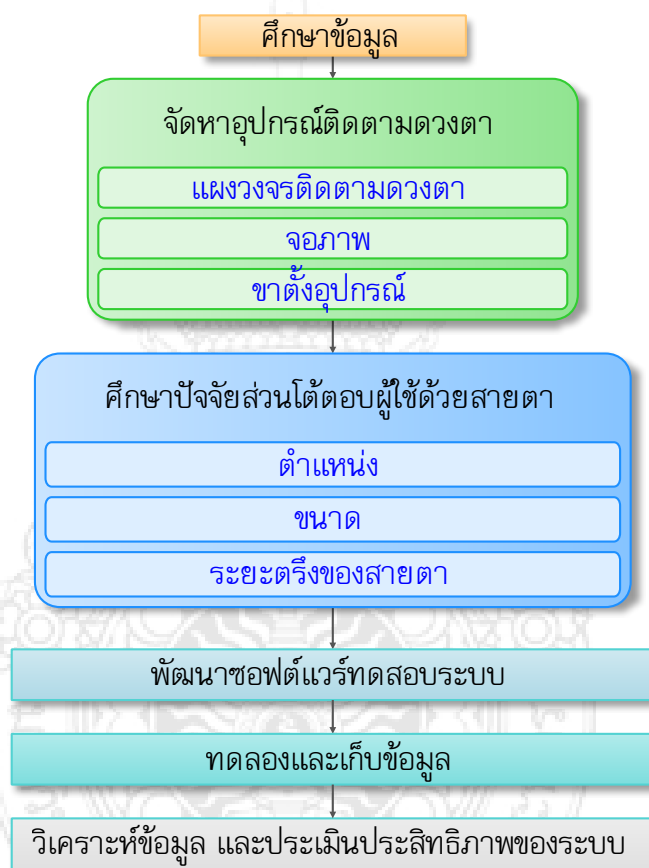 ศึกษาข้อมูล
จัดหาอุปกรณ์ติดตามดวงตา
แผงวงจรติดตามดวงตา
จอภาพ
ขาตั้งอุปกรณ์
ศึกษาปัจจัยส่วนโต้ตอบผู้ใช้ด้วยสายตา
ตำแหน่ง
ขนาด
ระยะตรึงของสายตา
พัฒนาซอฟต์แวร์ทดสอบระบบ
ทดลองและเก็บข้อมูล
วิเคราะห์ข้อมูล และประเมินประสิทธิภาพของระบบ